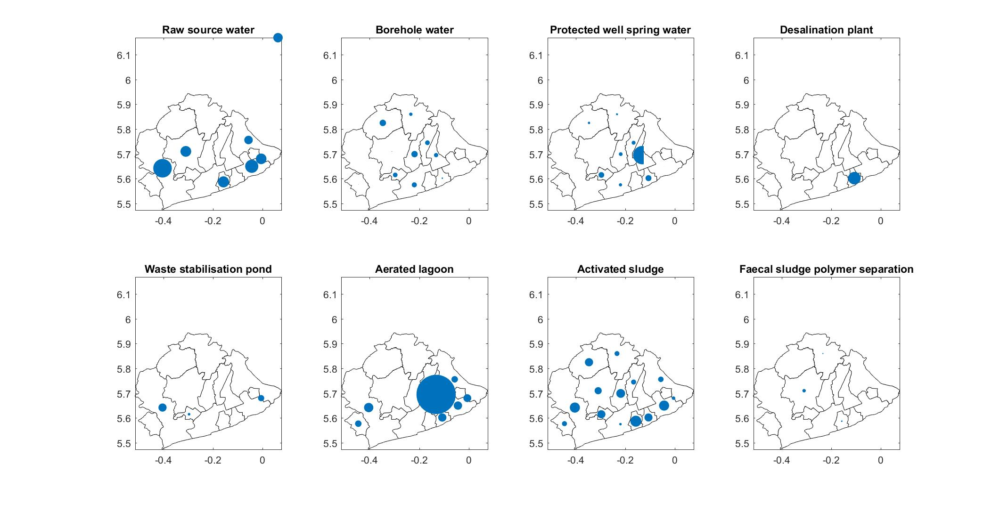 Raw source water
Borehole water
Protected well spring water
Desalination plant
6.1 6.1 6.1 6.1
6 6 6 6
5.9 5.9 5.9 5.9
5.8 5.8 5.8 5.8
5.7 5.7 5.7 5.7
5.6 5.6 5.6 5.6
5.5 5.5 5.5 5.5
-0.4 -0.2 0 -0.4 -0.2 0 -0.4 -0.2 0 -0.4 -0.2 0
Waste stabilisation pond
Aerated lagoon
Activated sludge
Faecal sludge polymer separation
6.1 6.1 6.1 6.1
6 6 6 6
5.9 5.9 5.9 5.9
5.8 5.8 5.8 5.8
5.7 5.7 5.7 5.7
5.6 5.6 5.6 5.6
5.5 5.5 5.5 5.5
-0.4 -0.2 0 -0.4 -0.2 0 -0.4 -0.2 0 -0.4 -0.2 0